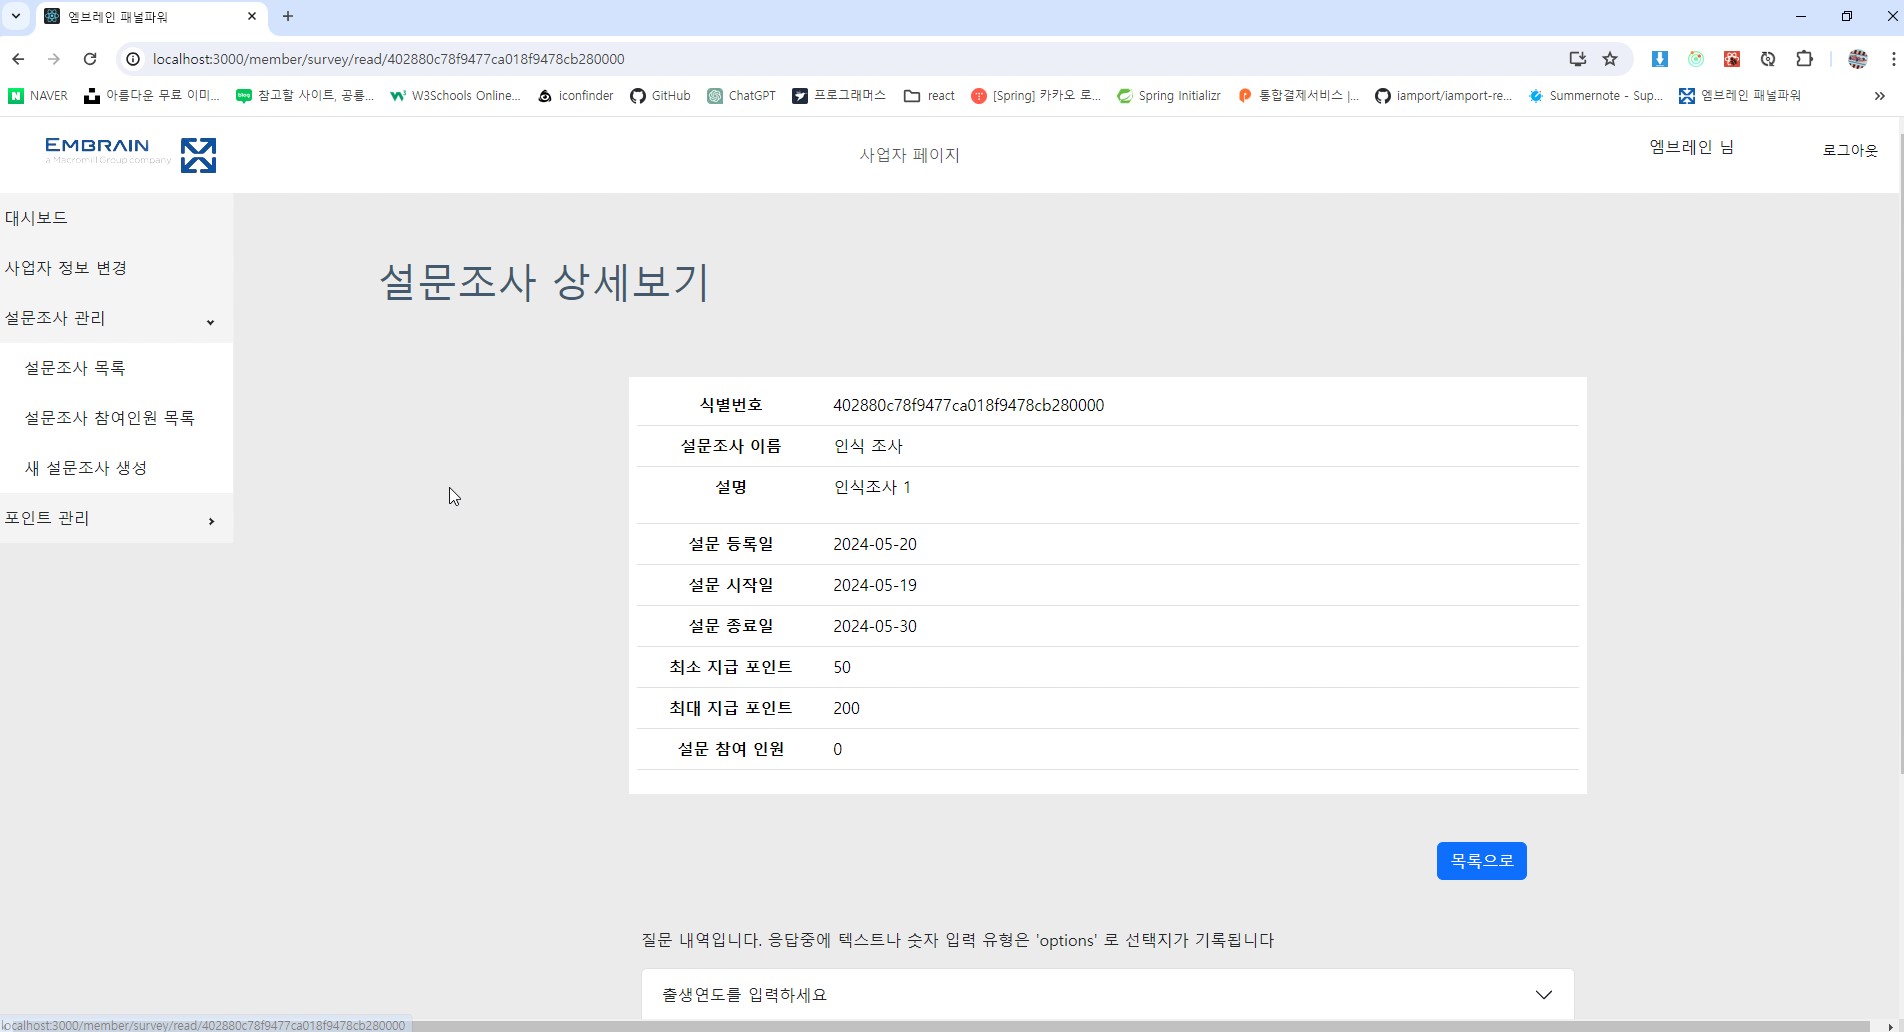 엠브레인 패널파워
localhost:3000/member/survey/read/402880c78f9477ca018f9478cb280000
NAVER 아름다운 무료 이미... 참고할 사이트, 공룡... W3Schools Online... iconfinder GitHub ChatGPT 프로그래머스 react [Spring] 카카오 로... Spring Initializr 통합결제서비스 |... iamport/iamport-re... Summernote - Sup... 엠브레인 패널파워
EMBRAIN
a Macromill Group company
사업자 페이지
엠브레인 님
로그아웃
대시보드
사업자 정보 변경
설문조사 관리
설문조사 목록
설문조사 참여인원 목록
새 설문조사 생성
포인트 관리
설문조사 상세보기
식별번호 402880c78f9477ca018f9478cb280000
설문조사 이름 인식 조사
설명 인식조사 1
설문 등록일 2024-05-20
설문 시작일 2024-05-19
설문 종료일 2024-05-30
최소 지급 포인트 50
최대 지급 포인트 200
설문 참여 인원 0
목록으로
질문 내역입니다. 응답중에 텍스트나 숫자 입력 유형은 'options' 로 선택지가 기록됩니다
출생연도를 입력하세요
localhost:3000/member/survey/read/402880c78f9477ca018f9478cb280000